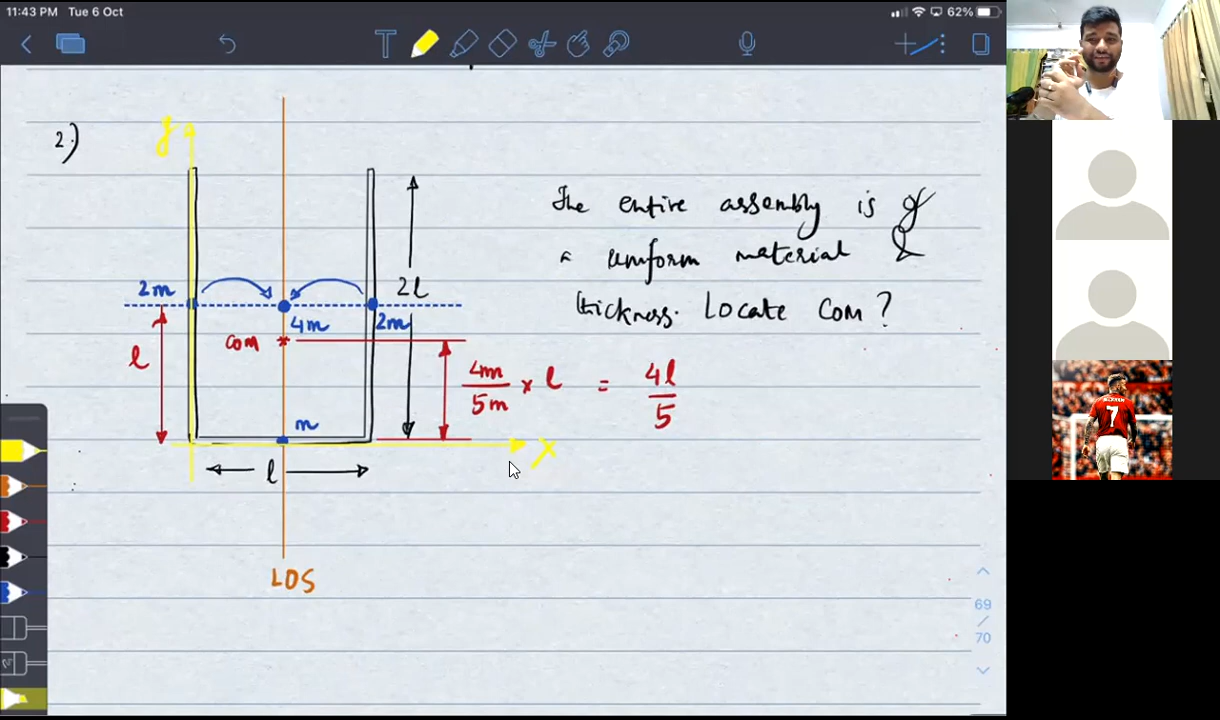 11:43 PM Tue 6 Oct
62%
T
2.)
y
The entire assembly is of
a uniform material &
thickness. Locate Com?
2m
4m
2m
2l
l
com
4m/5m × l = 4l/5
m
X
l
LOS
69
/
70
7